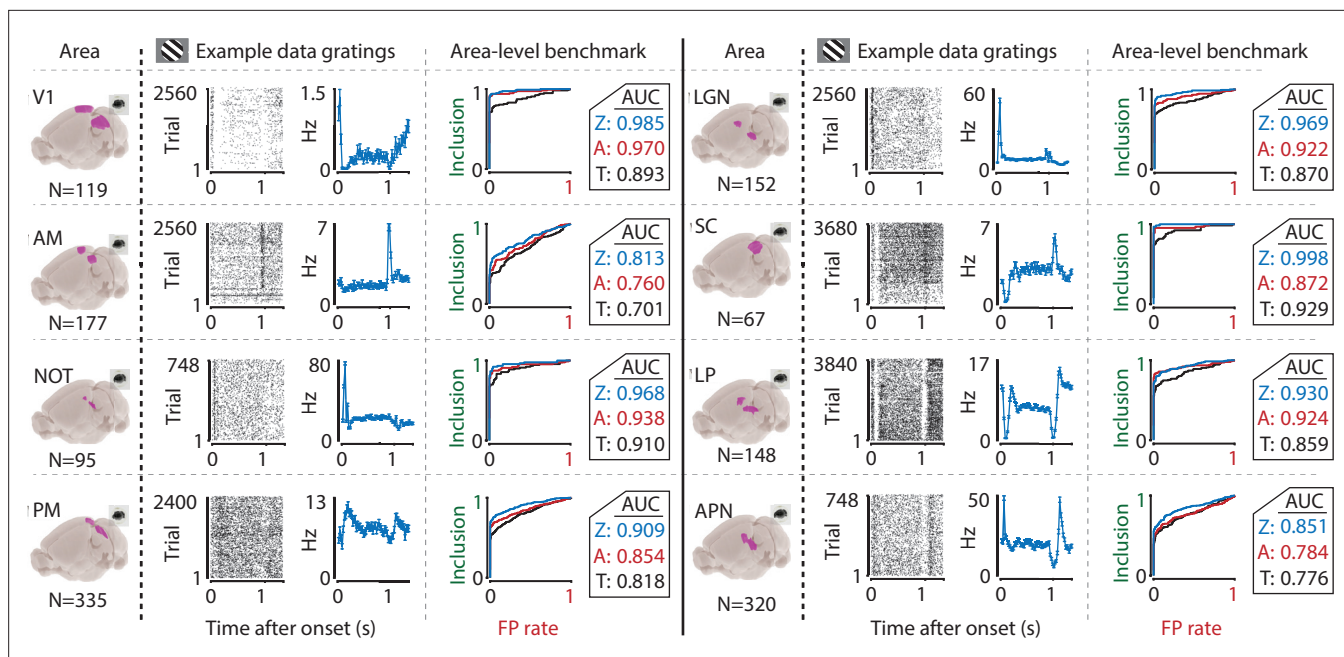 Area Example data gratings Area-level benchmark Area Example data gratings Area-level benchmark
V1
N=119
2560
Trial
1
0 1
1.5
Hz
0
0 1
1
Inclusion
0
0 1
AUC
Z: 0.985
A: 0.970
T: 0.893
LGN
N=152
2560
Trial
1
0 1
60
Hz
0
0 1
1
Inclusion
0
0 1
AUC
Z: 0.969
A: 0.922
T: 0.870
AM
N=177
2560
Trial
1
0 1
7
Hz
0
0 1
1
Inclusion
0
0 1
AUC
Z: 0.813
A: 0.760
T: 0.701
SC
N=67
3680
Trial
1
0 1
7
Hz
0
0 1
1
Inclusion
0
0 1
AUC
Z: 0.998
A: 0.872
T: 0.929
NOT
N=95
748
Trial
1
0 1
80
Hz
0
0 1
1
Inclusion
0
0 1
AUC
Z: 0.968
A: 0.938
T: 0.910
LP
N=148
3840
Trial
1
0 1
17
Hz
0
0 1
1
Inclusion
0
0 1
AUC
Z: 0.930
A: 0.924
T: 0.859
PM
N=335
2400
Trial
1
0 1
13
Hz
0
0 1
1
Inclusion
0
0 1
AUC
Z: 0.909
A: 0.854
T: 0.818
APN
N=320
748
Trial
1
0 1
50
Hz
0
0 1
1
Inclusion
0
0 1
AUC
Z: 0.851
A: 0.784
T: 0.776
Time after onset (s) FP rate Time after onset (s) FP rate